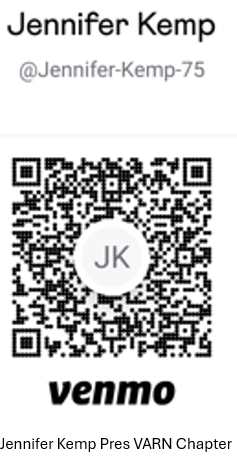 Jennifer Kemp
@Jennifer-Kemp-75
JK
venmo
Jennifer Kemp Pres VARN Chapter